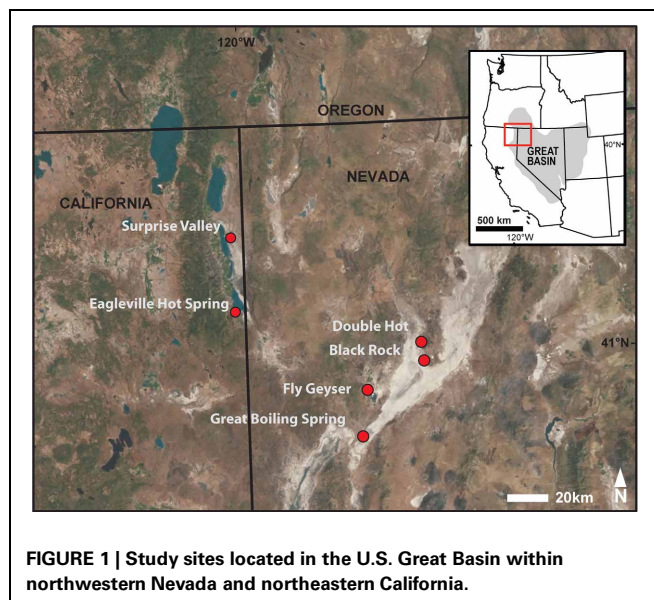 120°W
OREGON
NEVADA
CALIFORNIA
Surprise Valley
Eagleville Hot Spring
Double Hot
Black Rock
41°N
Fly Geyser
Great Boiling Spring
20km
N
GREAT
BASIN
40°N
500 km
120°W
FIGURE 1 | Study sites located in the U.S. Great Basin within
northwestern Nevada and northeastern California.